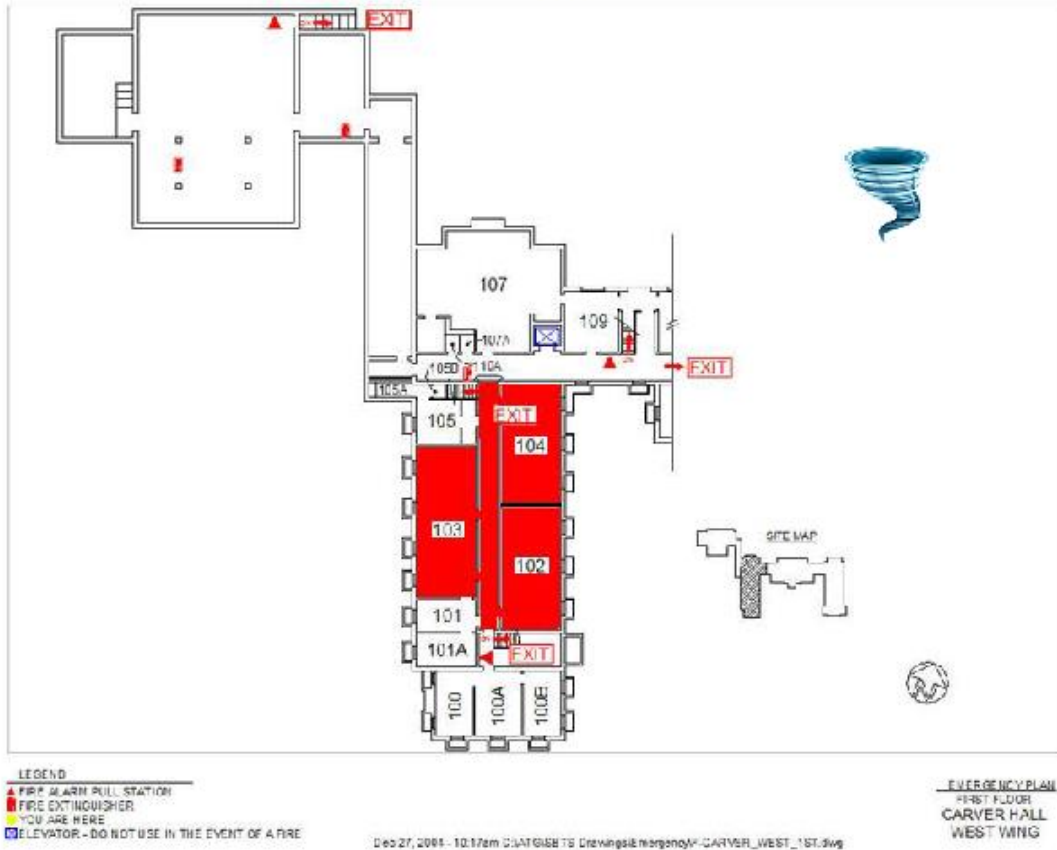 EXIT
107
109
107A
105D
10A
EXIT
105A
EXIT
105
104
103
SITE MAP
102
101
101A
EXIT
100
100A
100B
LEGEND
FIRE ALARM PULL STATION
FIRE EXTINGUISHER
YOU ARE HERE
ELEVATOR - DO NOT USE IN THE EVENT OF A FIRE
EMERGENCY PLAN
FIRST FLOOR
CARVER HALL
WEST WING